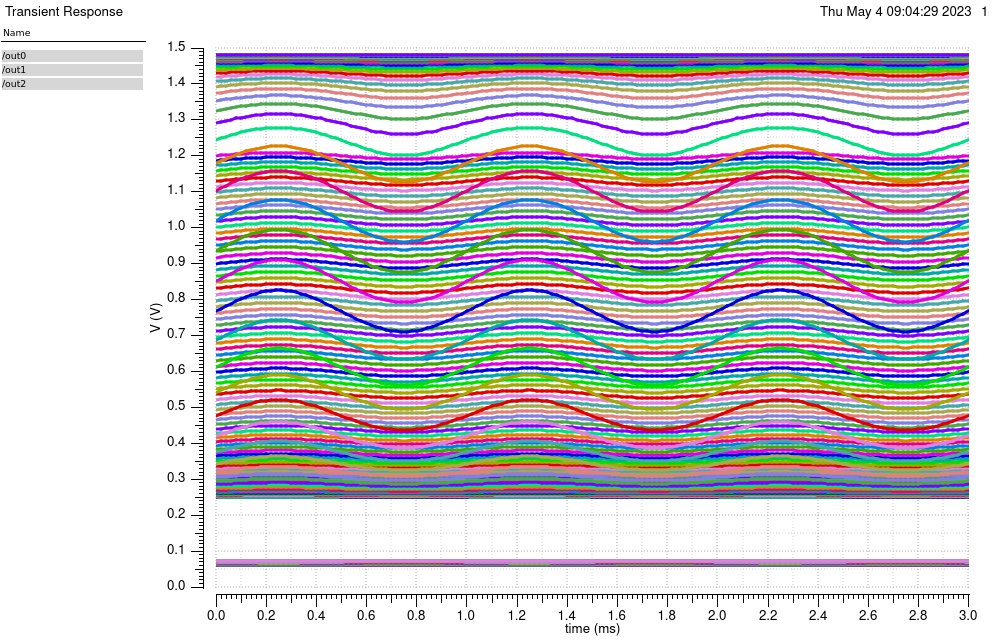 Transient Response
Thu May 4 09:04:29 2023 1
Name
/out0
/out1
/out2
1.5
1.4
1.3
1.2
1.1
1.0
0.9
0.8
0.7
0.6
0.5
0.4
0.3
0.2
0.1
0.0
V (V)
0.0 0.2 0.4 0.6 0.8 1.0 1.2 1.4 1.6 1.8 2.0 2.2 2.4 2.6 2.8 3.0
time (ms)